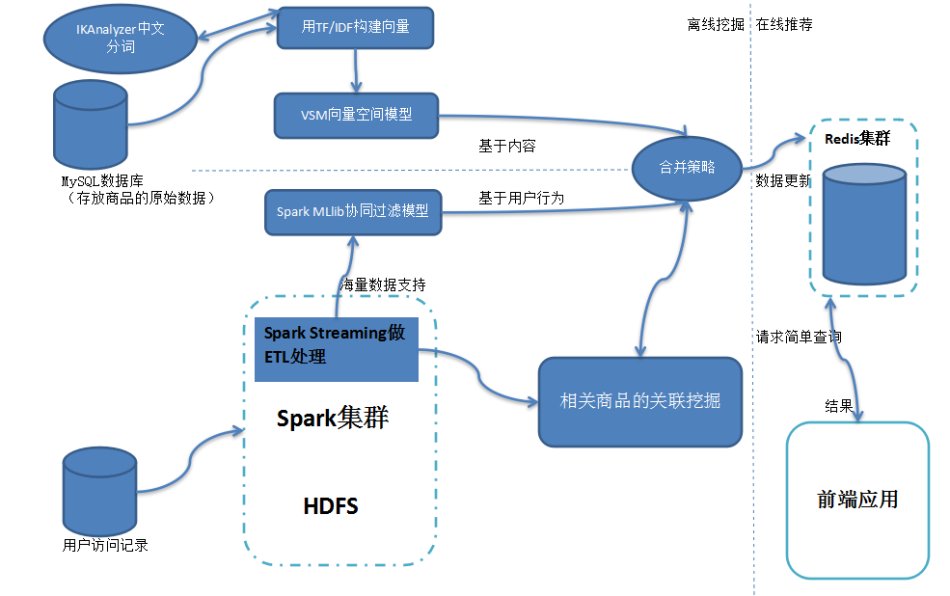 IKAnalyzer中文
分词
用TF/IDF构建向量
离线挖掘
在线推荐
VSM向量空间模型
基于内容
Redis集群
合并策略
MySQL数据库
（存放商品的原始数据）
数据更新
Spark MLlib协同过滤模型
基于用户行为
海量数据支持
Spark Streaming做
ETL处理
请求简单查询
相关商品的关联挖掘
结果
Spark集群
HDFS
前端应用
用户访问记录